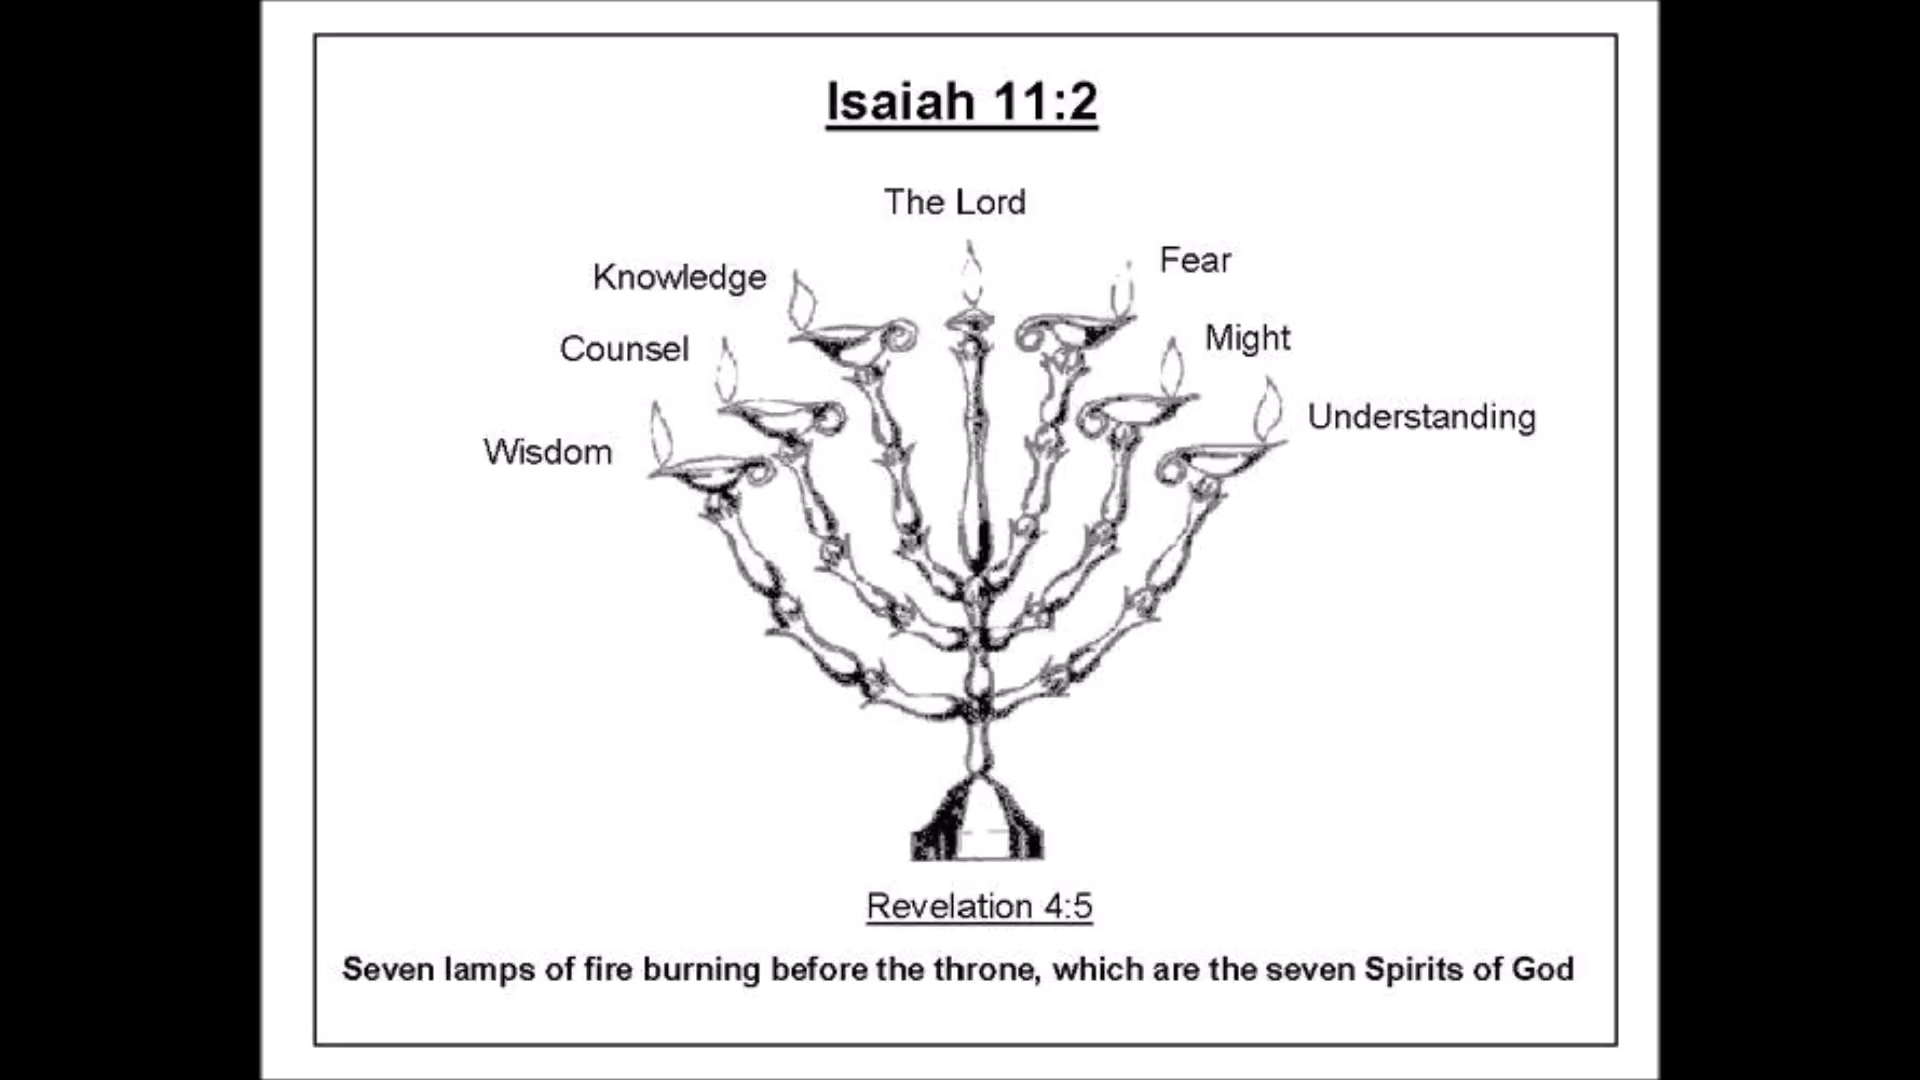 Isaiah 11:2
The Lord
Fear
Knowledge
Might
Counsel
Understanding
Wisdom
Revelation 4:5
Seven lamps of fire burning before the throne, which are the seven Spirits of God